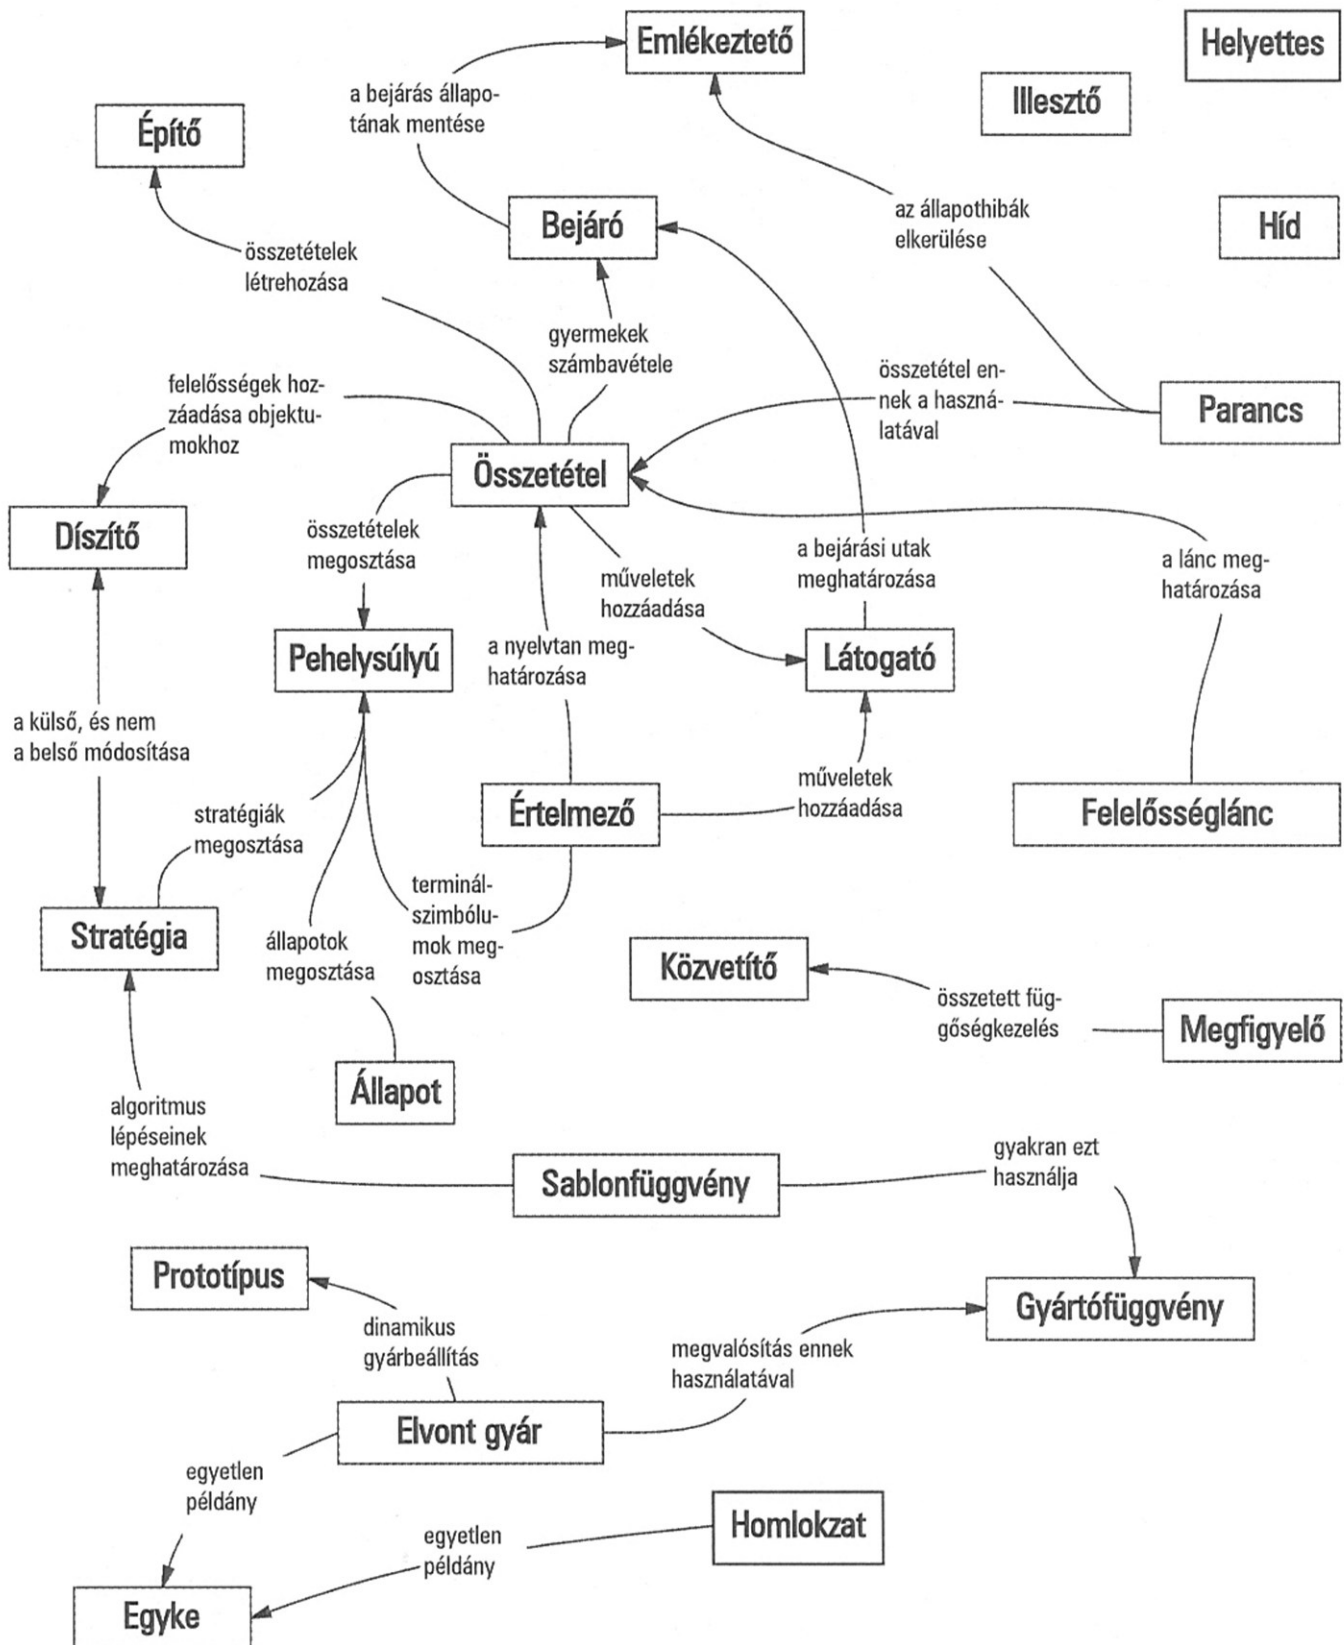 Emlékeztető
Helyettes
Illesztő
a bejárás állapo-
tának mentése
Építő
az állapothibák
elkerülése
Bejáró
Híd
összetételek
létrehozása
gyermekek
számbavétele
összetétel en-
nek a haszná-
latával
felelősségek hoz-
záadása objektu-
mokhoz
Parancs
Összetétel
Díszítő
összetételek
megosztása
a bejárási utak
meghatározása
a lánc meg-
határozása
műveletek
hozzáadása
a nyelvtan meg-
határozása
Pehelysúlyú
Látogató
a külső, és nem
a belső módosítása
stratégiák
megosztása
Értelmező
műveletek
hozzáadása
Felelősséglánc
terminál-
szimbólu-
mok meg-
osztása
Stratégia
állapotok
megosztása
Közvetítő
összetett füg-
gőségkezelés
Megfigyelő
Állapot
algoritmus
lépéseinek
meghatározása
Sablonfüggvény
gyakran ezt
használja
Prototípus
Gyártófüggvény
dinamikus
gyárbeállítás
megvalósítás ennek
használatával
Elvont gyár
egyetlen
példány
Homlokzat
egyetlen
példány
Egyke